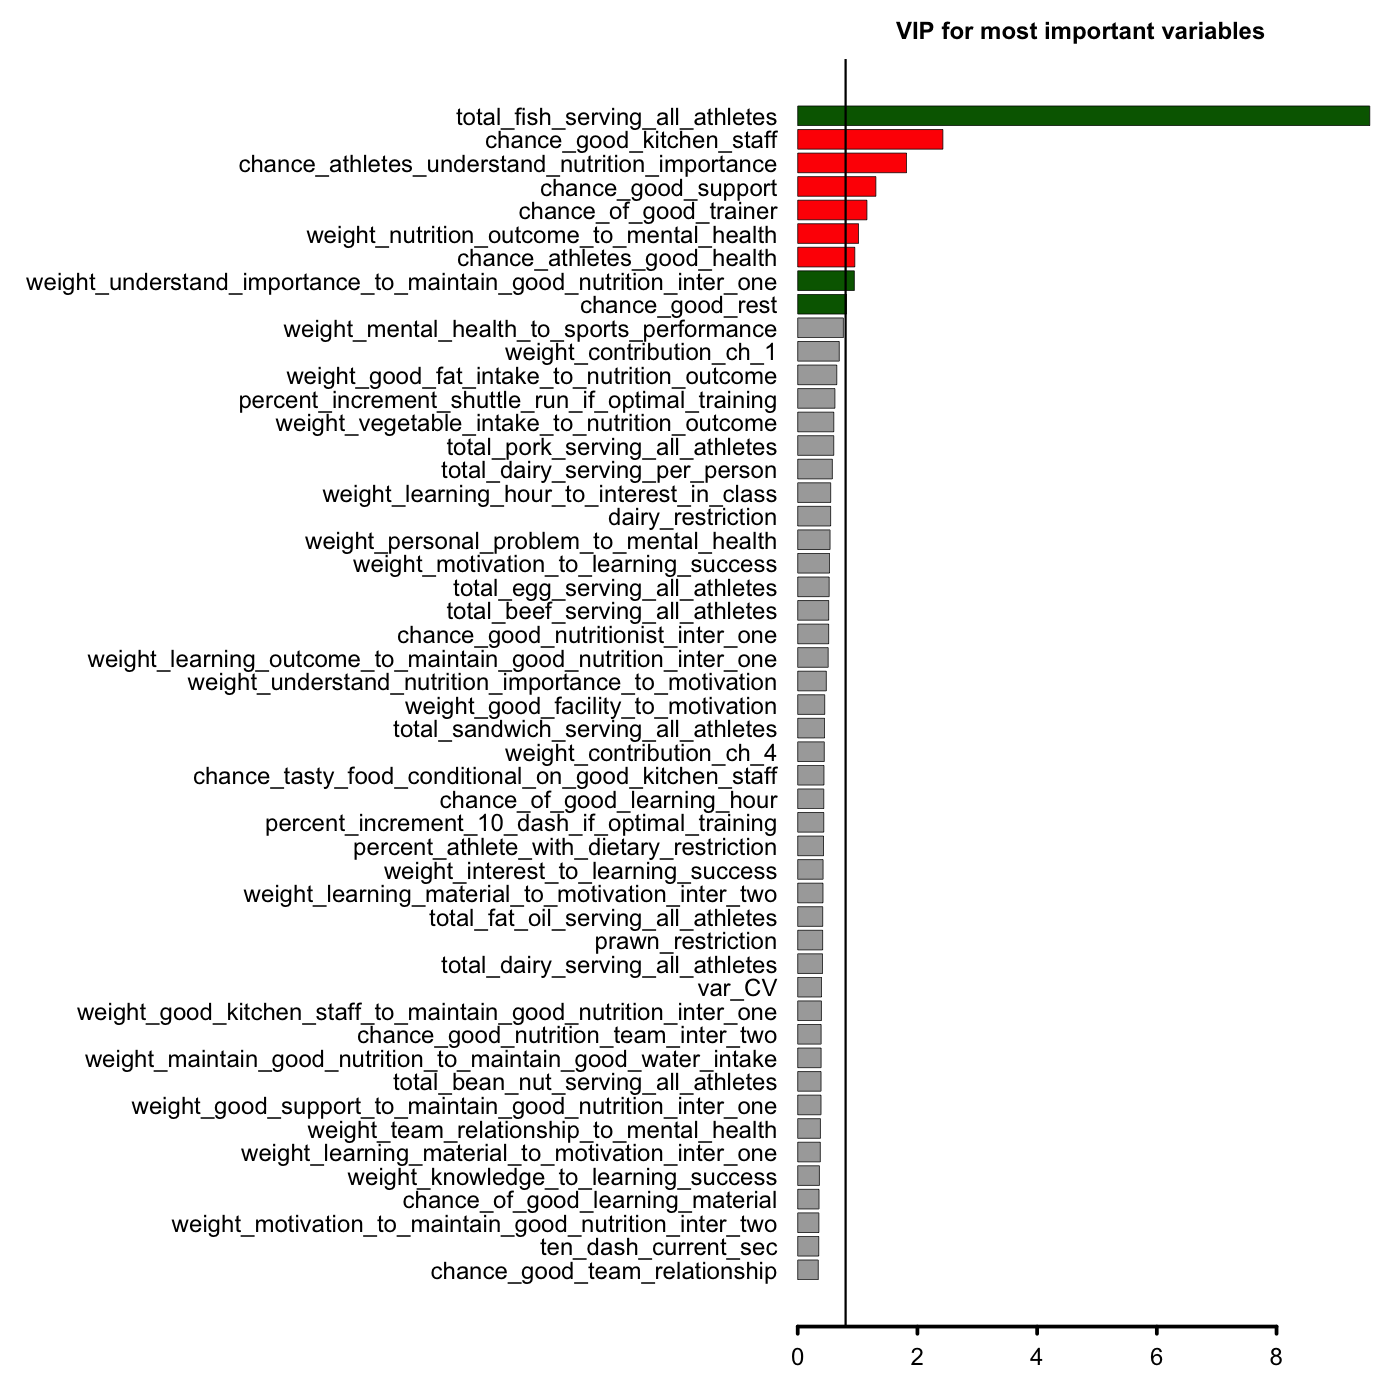 VIP for most important variables
total_fish_serving_all_athletes
chance_good_kitchen_staff
chance_athletes_understand_nutrition_importance
chance_good_support
chance_of_good_trainer
weight_nutrition_outcome_to_mental_health
chance_athletes_good_health
weight_understand_importance_to_maintain_good_nutrition_inter_one
chance_good_rest
weight_mental_health_to_sports_performance
weight_contribution_ch_1
weight_good_fat_intake_to_nutrition_outcome
percent_increment_shuttle_run_if_optimal_training
weight_vegetable_intake_to_nutrition_outcome
total_pork_serving_all_athletes
total_dairy_serving_per_person
weight_learning_hour_to_interest_in_class
dairy_restriction
weight_personal_problem_to_mental_health
weight_motivation_to_learning_success
total_egg_serving_all_athletes
total_beef_serving_all_athletes
chance_good_nutritionist_inter_one
weight_learning_outcome_to_maintain_good_nutrition_inter_one
weight_understand_nutrition_importance_to_motivation
weight_good_facility_to_motivation
total_sandwich_serving_all_athletes
weight_contribution_ch_4
chance_tasty_food_conditional_on_good_kitchen_staff
chance_of_good_learning_hour
percent_increment_10_dash_if_optimal_training
percent_athlete_with_dietary_restriction
weight_interest_to_learning_success
weight_learning_material_to_motivation_inter_two
total_fat_oil_serving_all_athletes
prawn_restriction
total_dairy_serving_all_athletes
var_CV
weight_good_kitchen_staff_to_maintain_good_nutrition_inter_one
chance_good_nutrition_team_inter_two
weight_maintain_good_nutrition_to_maintain_good_water_intake
total_bean_nut_serving_all_athletes
weight_good_support_to_maintain_good_nutrition_inter_one
weight_team_relationship_to_mental_health
weight_learning_material_to_motivation_inter_one
weight_knowledge_to_learning_success
chance_of_good_learning_material
weight_motivation_to_maintain_good_nutrition_inter_two
ten_dash_current_sec
chance_good_team_relationship
0 2 4 6 8